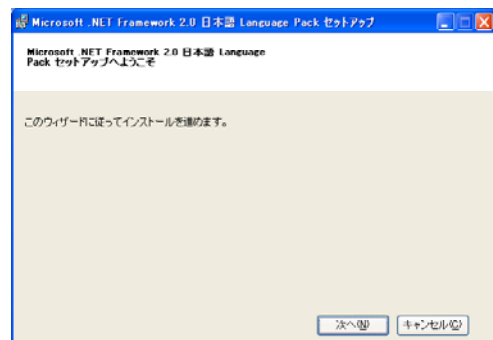 Microsoft .NET Framework 2.0 日本語 Language Pack セットアップ
Microsoft .NET Framework 2.0 日本語 Language
Pack セットアップへようこそ
このウィザードに従ってインストールを進めます。
次へ(N)
キャンセル(C)